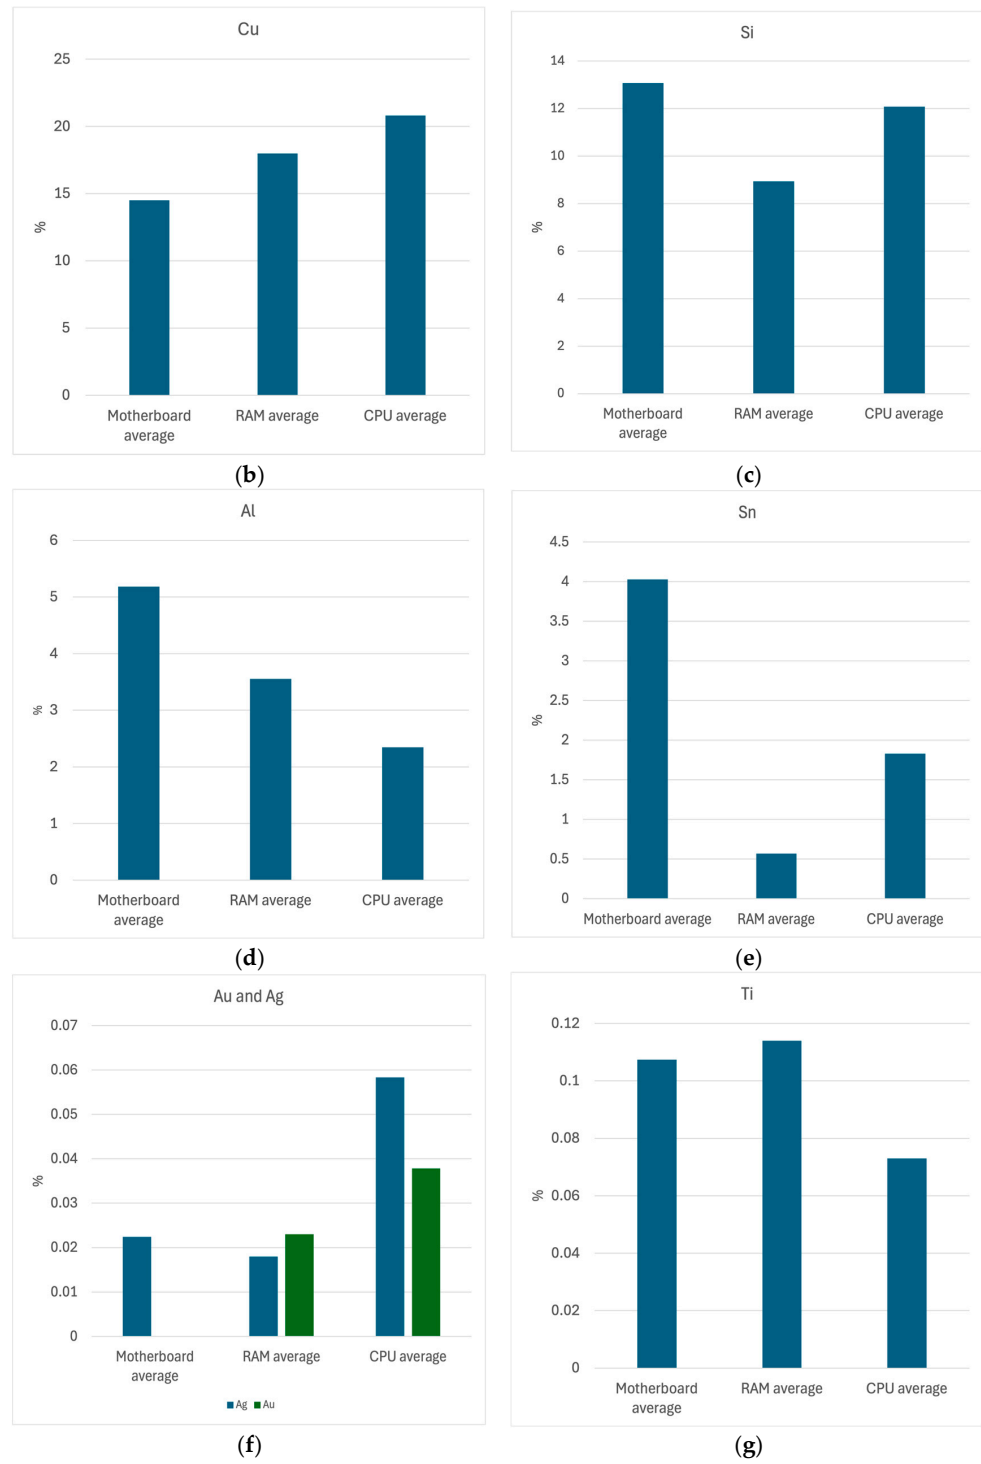 Cu
25
20
15
10
5
0
%
Motherboard average
RAM average
CPU average
(b)
Si
14
12
10
8
6
4
2
0
%
Motherboard average
RAM average
CPU average
(c)
Al
6
5
4
3
2
1
0
%
Motherboard average
RAM average
CPU average
(d)
Sn
4.5
4
3.5
3
2.5
2
1.5
1
0.5
0
%
Motherboard average
RAM average
CPU average
(e)
Au and Ag
0.07
0.06
0.05
0.04
0.03
0.02
0.01
0
%
Motherboard average
RAM average
CPU average
Ag
Au
(f)
Ti
0.12
0.1
0.08
0.06
0.04
0.02
0
%
Motherboard average
RAM average
CPU average
(g)